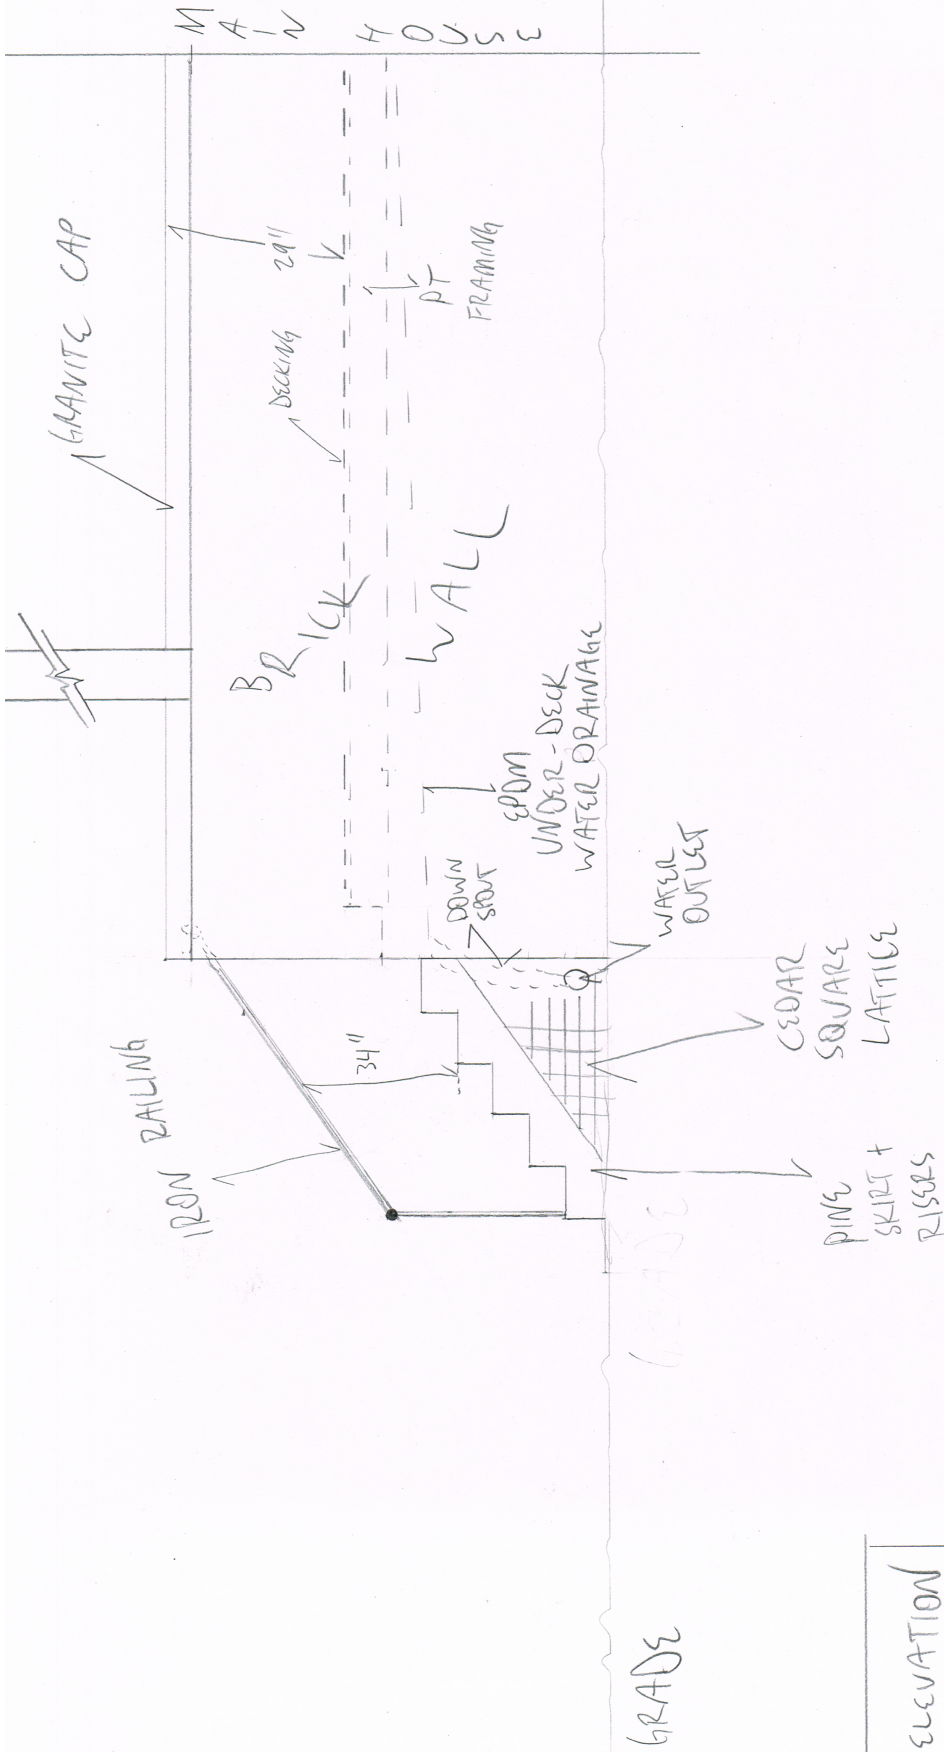 GRANITE CAP
MAIN
HOUSE
29"
DECKING
BRICK
WALL
PT
FRAMING
EPDM
UNDER-DECK
WATER DRAINAGE
DOWN
SPOUT
WATER
OUTLET
IRON RAILING
34"
CEDAR
SQUARE
LATTICE
PINE
SKIRT +
RISERS
GRADE
ELEVATION